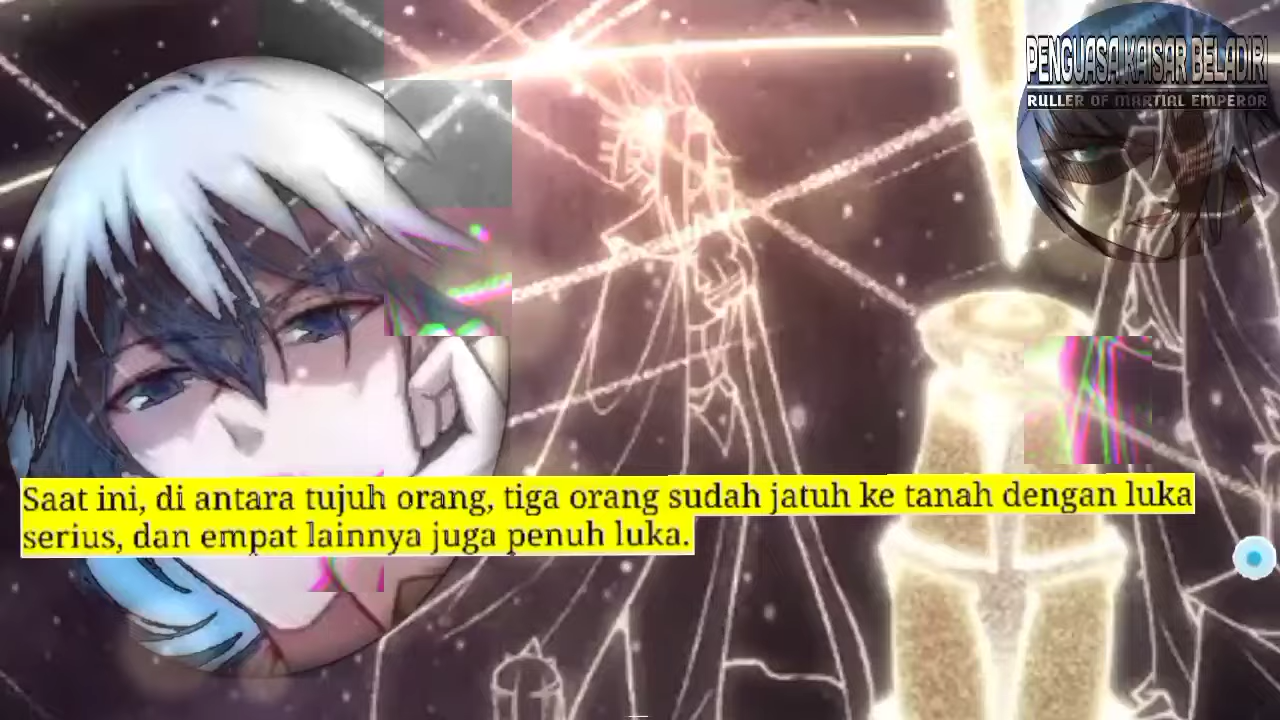 PENGUASA KAISAR BELADIRI
RULLER OF MARTIAL EMPEROR
Saat ini, di antara tujuh orang, tiga orang sudah jatuh ke tanah dengan luka
serius, dan empat lainnya juga penuh luka.